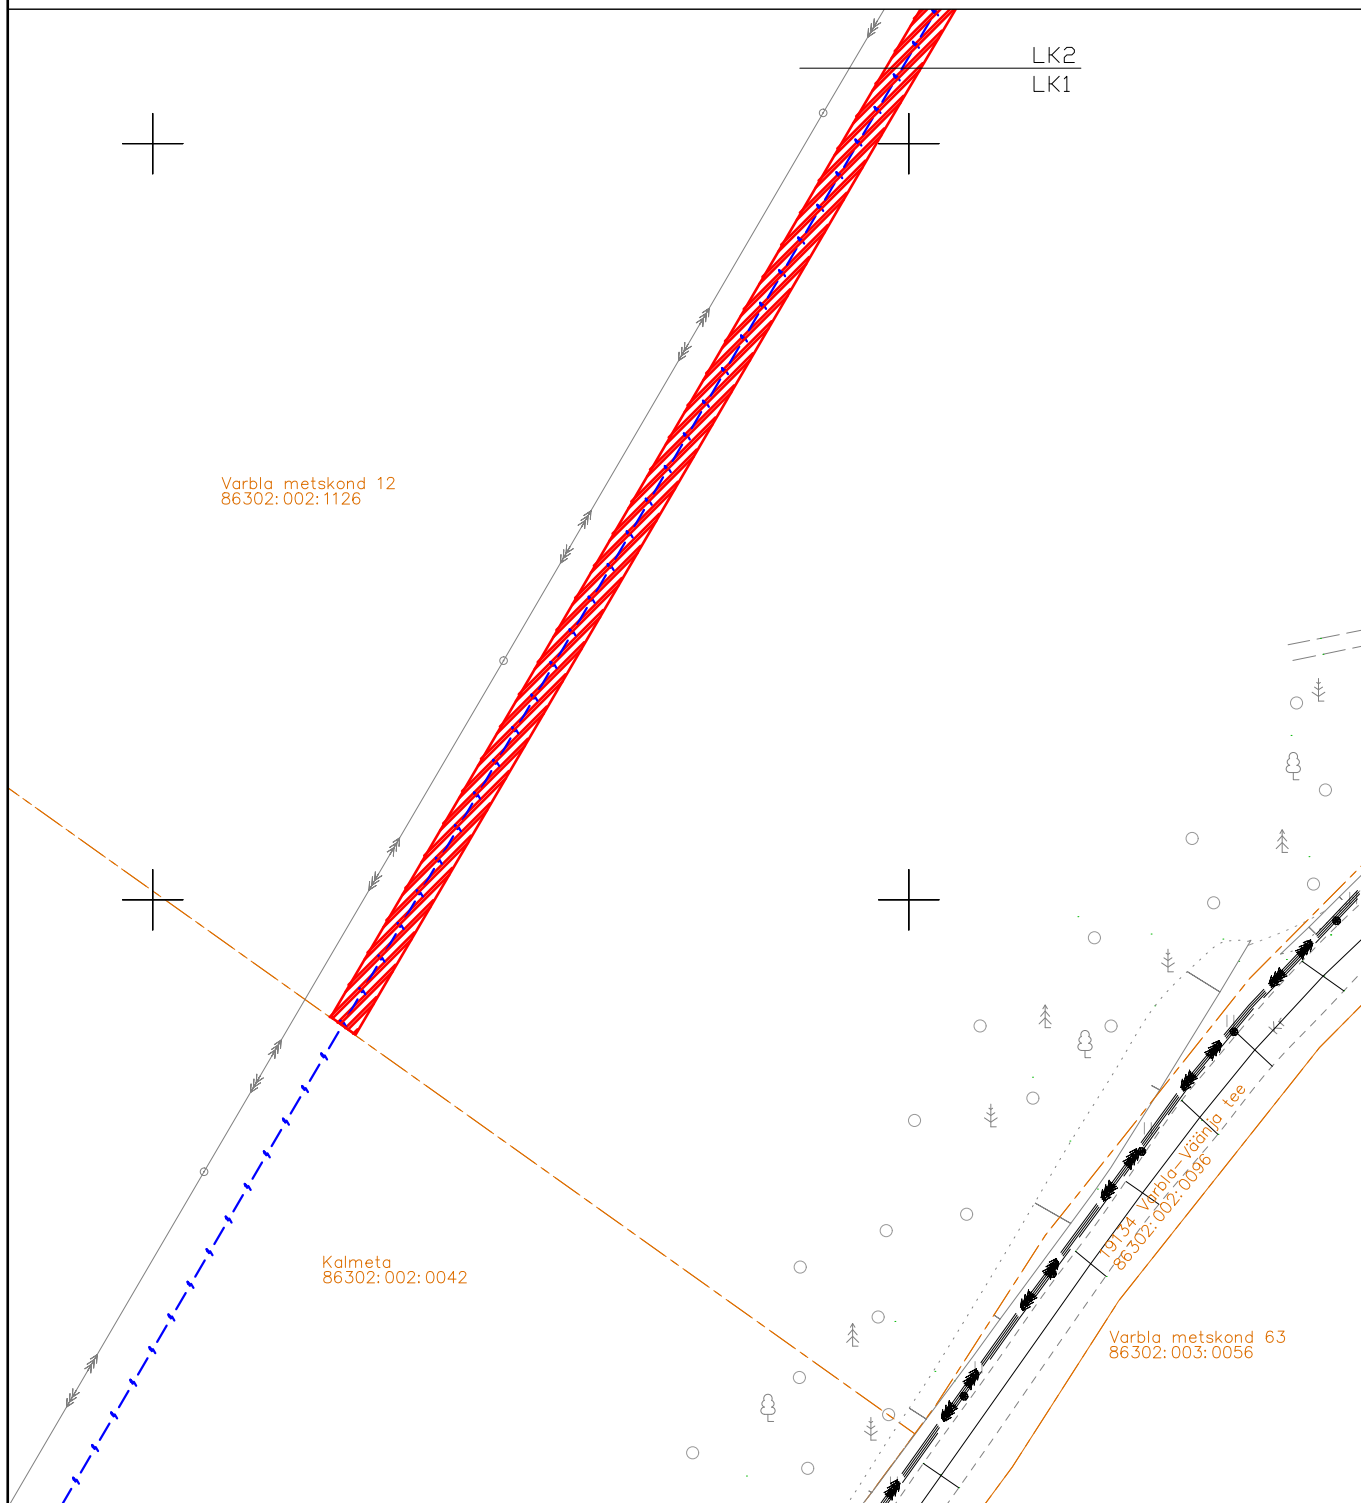 LK2
LK1
Varbla metskond 12
86302:002:1126
19134 Varbla-Väänja tee
86302:002:0096
Kalmeta
86302:002:0042
Varbla metskond 63
86302:003:0056